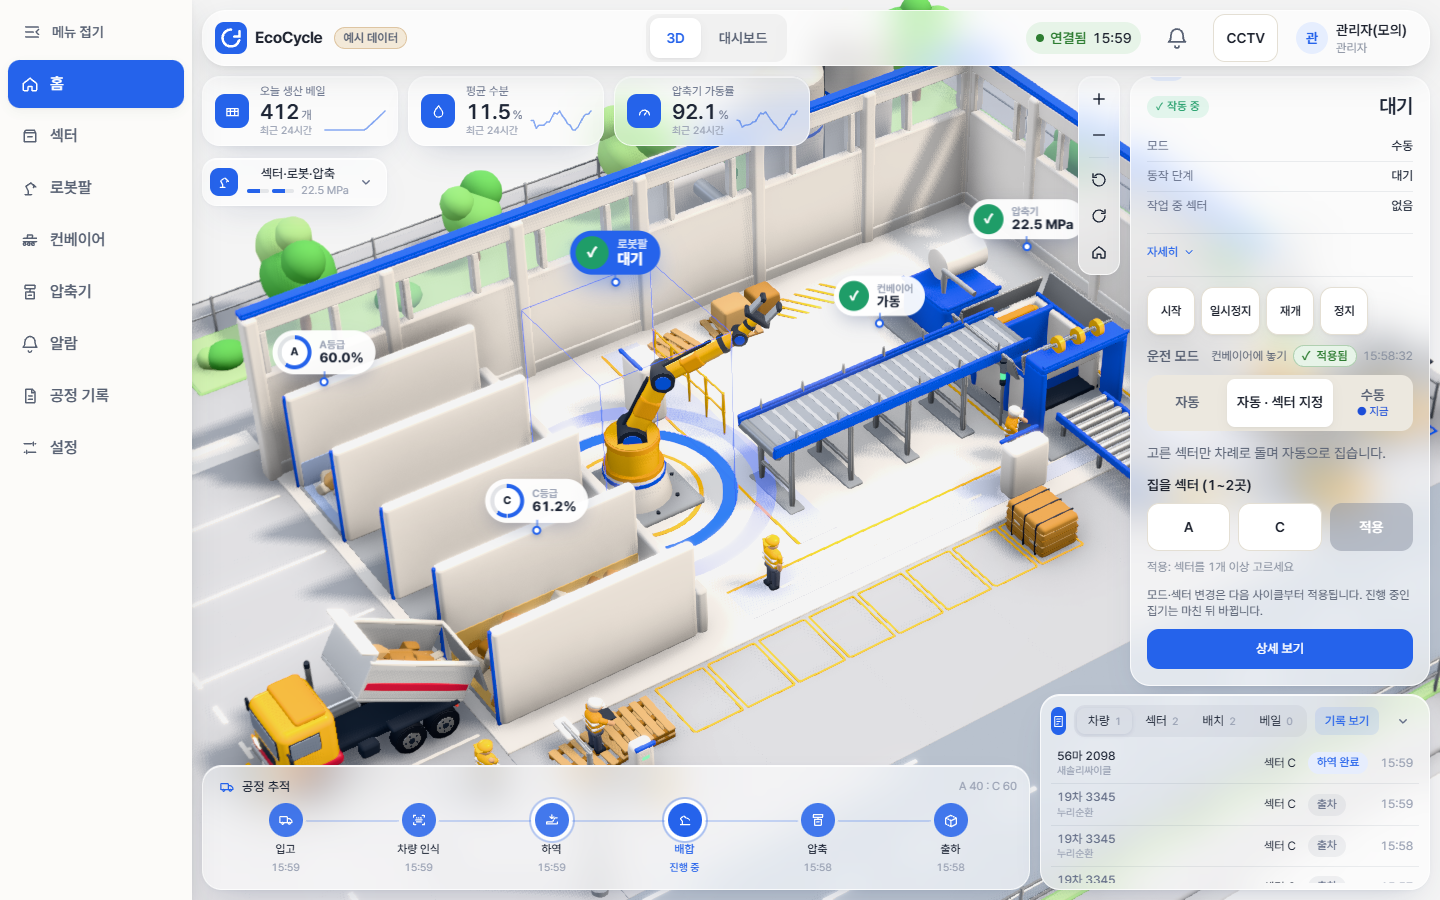 메뉴 접기
홈
섹터
로봇팔
컨베이어
압축기
알람
공정 기록
설정
EcoCycle
예시 데이터
3D
대시보드
연결됨 15:59
CCTV
관
관리자(모의)
관리자
오늘 생산 베일
412개
최근 24시간
평균 수분
11.5%
최근 24시간
압축기 가동률
92.1%
최근 24시간
섹터·로봇·압축
22.5 MPa
로봇팔
대기
압축기
22.5 MPa
컨베이어
가동
A
A등급
60.0%
C
C등급
61.2%
✓ 작동 중
대기
모드
수동
동작 단계
대기
작업 중 섹터
없음
자세히
시작
일시정지
재개
정지
운전 모드
컨베이어에 놓기
✓ 적용됨
15:58:32
자동
자동 · 섹터 지정
수동
지금
고른 섹터만 차례로 돌며 자동으로 집습니다.
집을 섹터 (1~2곳)
A
C
적용
적용: 섹터를 1개 이상 고르세요
모드·섹터 변경은 다음 사이클부터 적용됩니다. 진행 중인
집기는 마친 뒤 바뀝니다.
상세 보기
차량 1
섹터 2
배치 2
베일 0
기록 보기
56마 2098
새솔리싸이클
섹터 C
하역 완료
15:59
19차 3345
누리순환
섹터 C
출차
15:59
19차 3345
누리순환
섹터 C
출차
15:58
19차 3345
공정 추적
A 40 : C 60
입고
15:59
차량 인식
15:59
하역
15:59
배합
진행 중
압축
15:58
출하
15:58